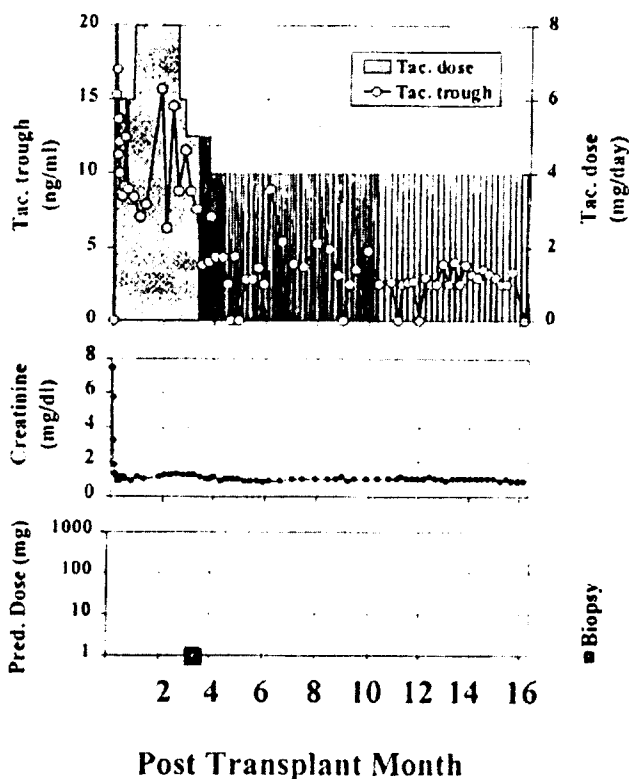 20
15
10
5
0
Tac. trough
(ng/ml)
Tac. dose
Tac. trough
8
6
4
2
0
Tac. dose
(mg/day)
8
6
4
2
0
Creatinine
(mg/dl)
1000
100
10
1
Pred. Dose (mg)
Biopsy
2 4 6 8 10 12 14 16
Post Transplant Month